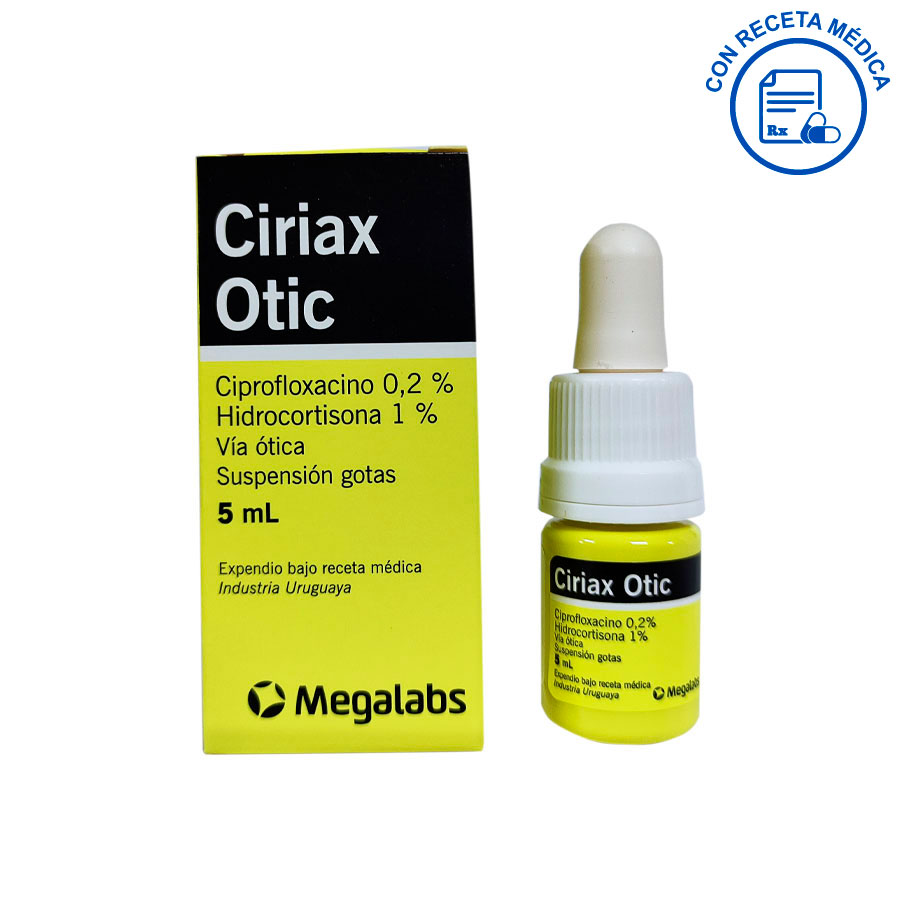 CON RECETA MÉDICA
Rx
Ciriax
Otic
Ciprofloxacino 0,2 %
Hidrocortisona 1 %
Vía ótica
Suspensión gotas
5 mL
Expendio bajo receta médica
Industria Uruguaya
Megalabs
Ciriax Otic
Ciprofloxacino 0,2%
Hidrocortisona 1%
Vía ótica
Suspensión gotas
5 mL
Expendio bajo receta médica
Industria Uruguaya
Megalabs